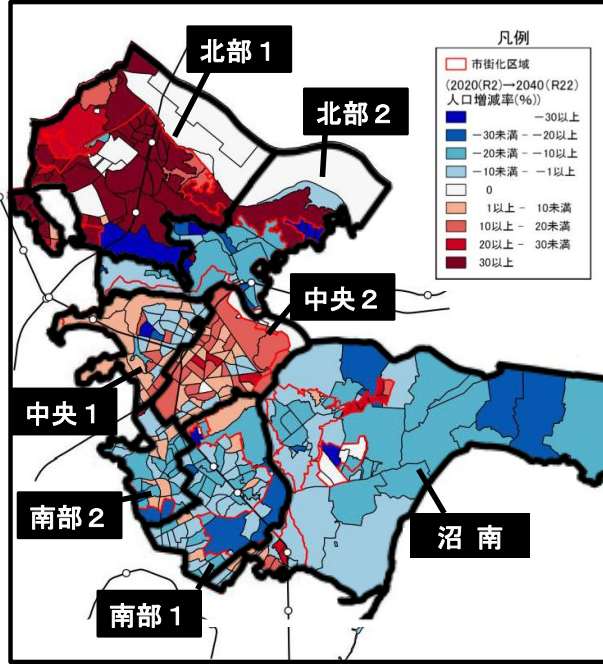 北部１
北部２
中央２
中央１
南部２
南部１
沼 南
凡例
市街化区域
(2020(R2)→2040(R22)
人口増減率(%))
－30以上
－30未満 - －20以上
－20未満 - －10以上
－10未満 - －1以上
0
1以上 - 10未満
10以上 - 20未満
20以上 - 30未満
30以上